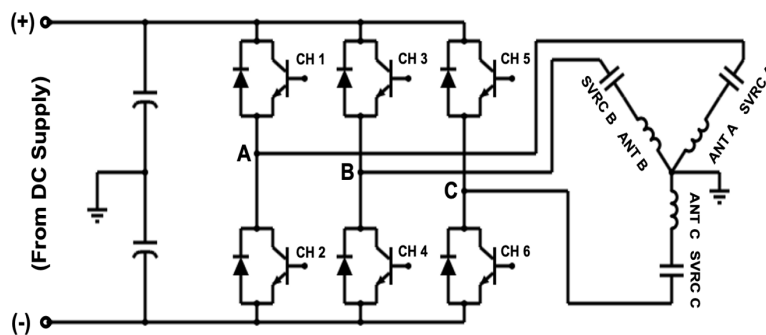 (+)
CH 1
CH 3
CH 5
SVRC B
ANT B
SVRC A
ANT A
A
B
C
(From DC Supply)
CH 2
CH 4
CH 6
ANT C
SVRC C
(-)